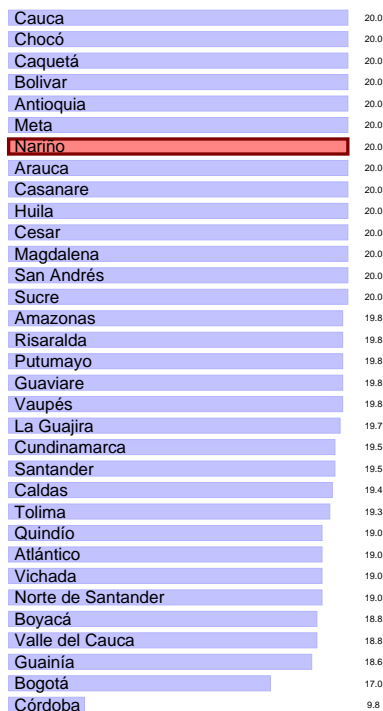 Cauca 20.0
Chocó 20.0
Caquetá 20.0
Bolivar 20.0
Antioquia 20.0
Meta 20.0
Nariño 20.0
Arauca 20.0
Casanare 20.0
Huila 20.0
Cesar 20.0
Magdalena 20.0
San Andrés 20.0
Sucre 20.0
Amazonas 19.8
Risaralda 19.8
Putumayo 19.8
Guaviare 19.8
Vaupés 19.8
La Guajira 19.7
Cundinamarca 19.5
Santander 19.5
Caldas 19.4
Tolima 19.3
Quindío 19.0
Atlántico 19.0
Vichada 19.0
Norte de Santander 19.0
Boyacá 18.8
Valle del Cauca 18.8
Guainía 18.6
Bogotá 17.0
Córdoba 9.8